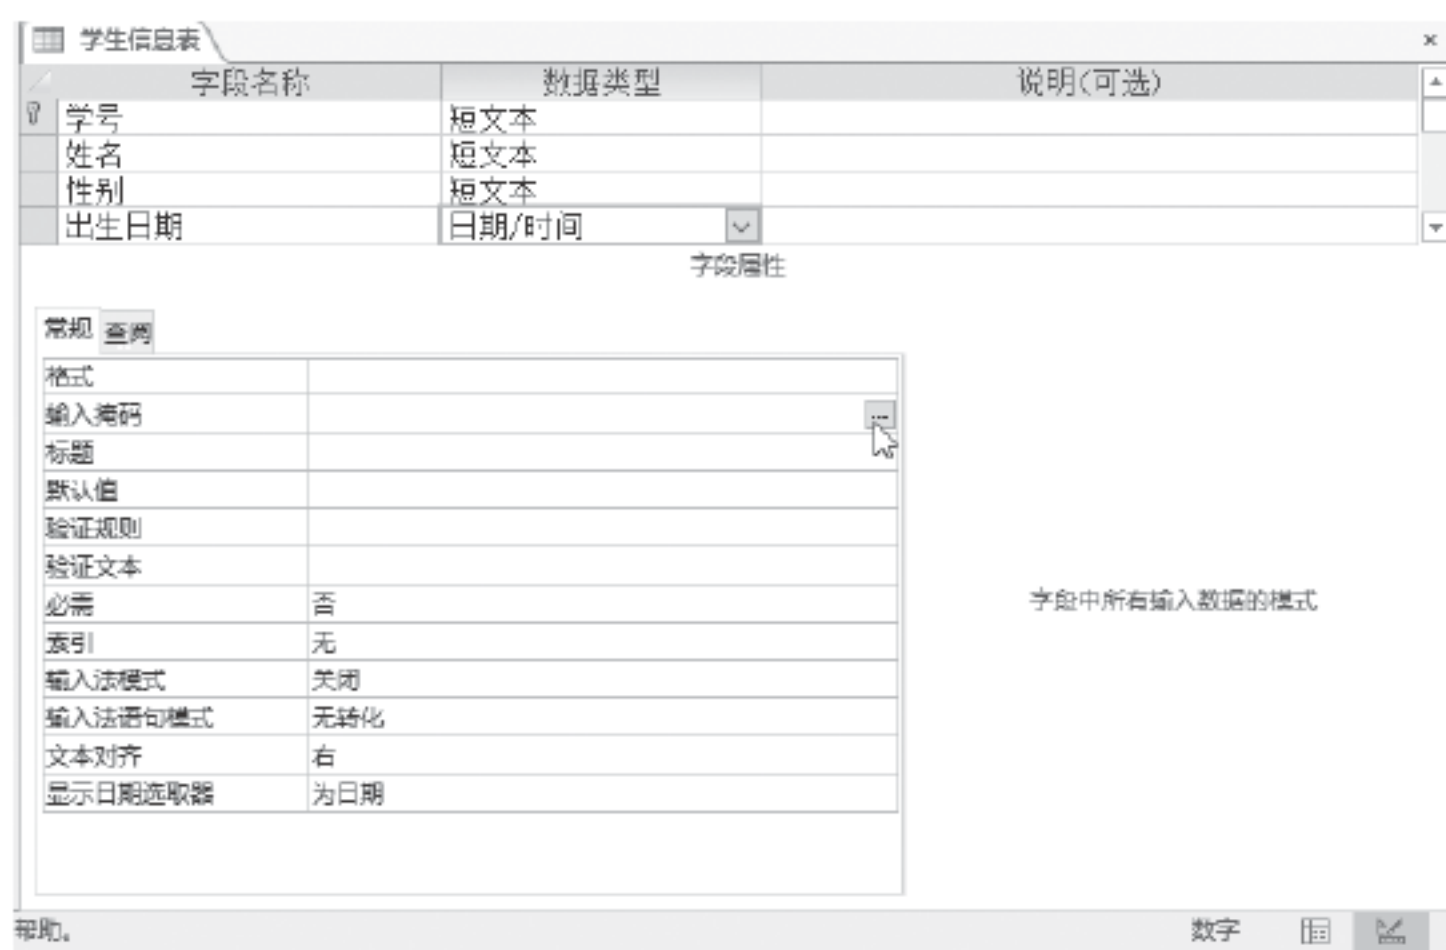 学生信息表
字段名称 数据类型 说明(可选)
学号 短文本
姓名 短文本
性别 短文本
出生日期 日期/时间
字段属性
常规 查阅
格式
输入掩码 ...
标题
默认值
验证规则
验证文本
必需 否
索引 无
输入法模式 关闭
输入法语句模式 无转化
文本对齐 右
显示日期选取器 为日期
字段中所有输入数据的模式
帮助。 数字